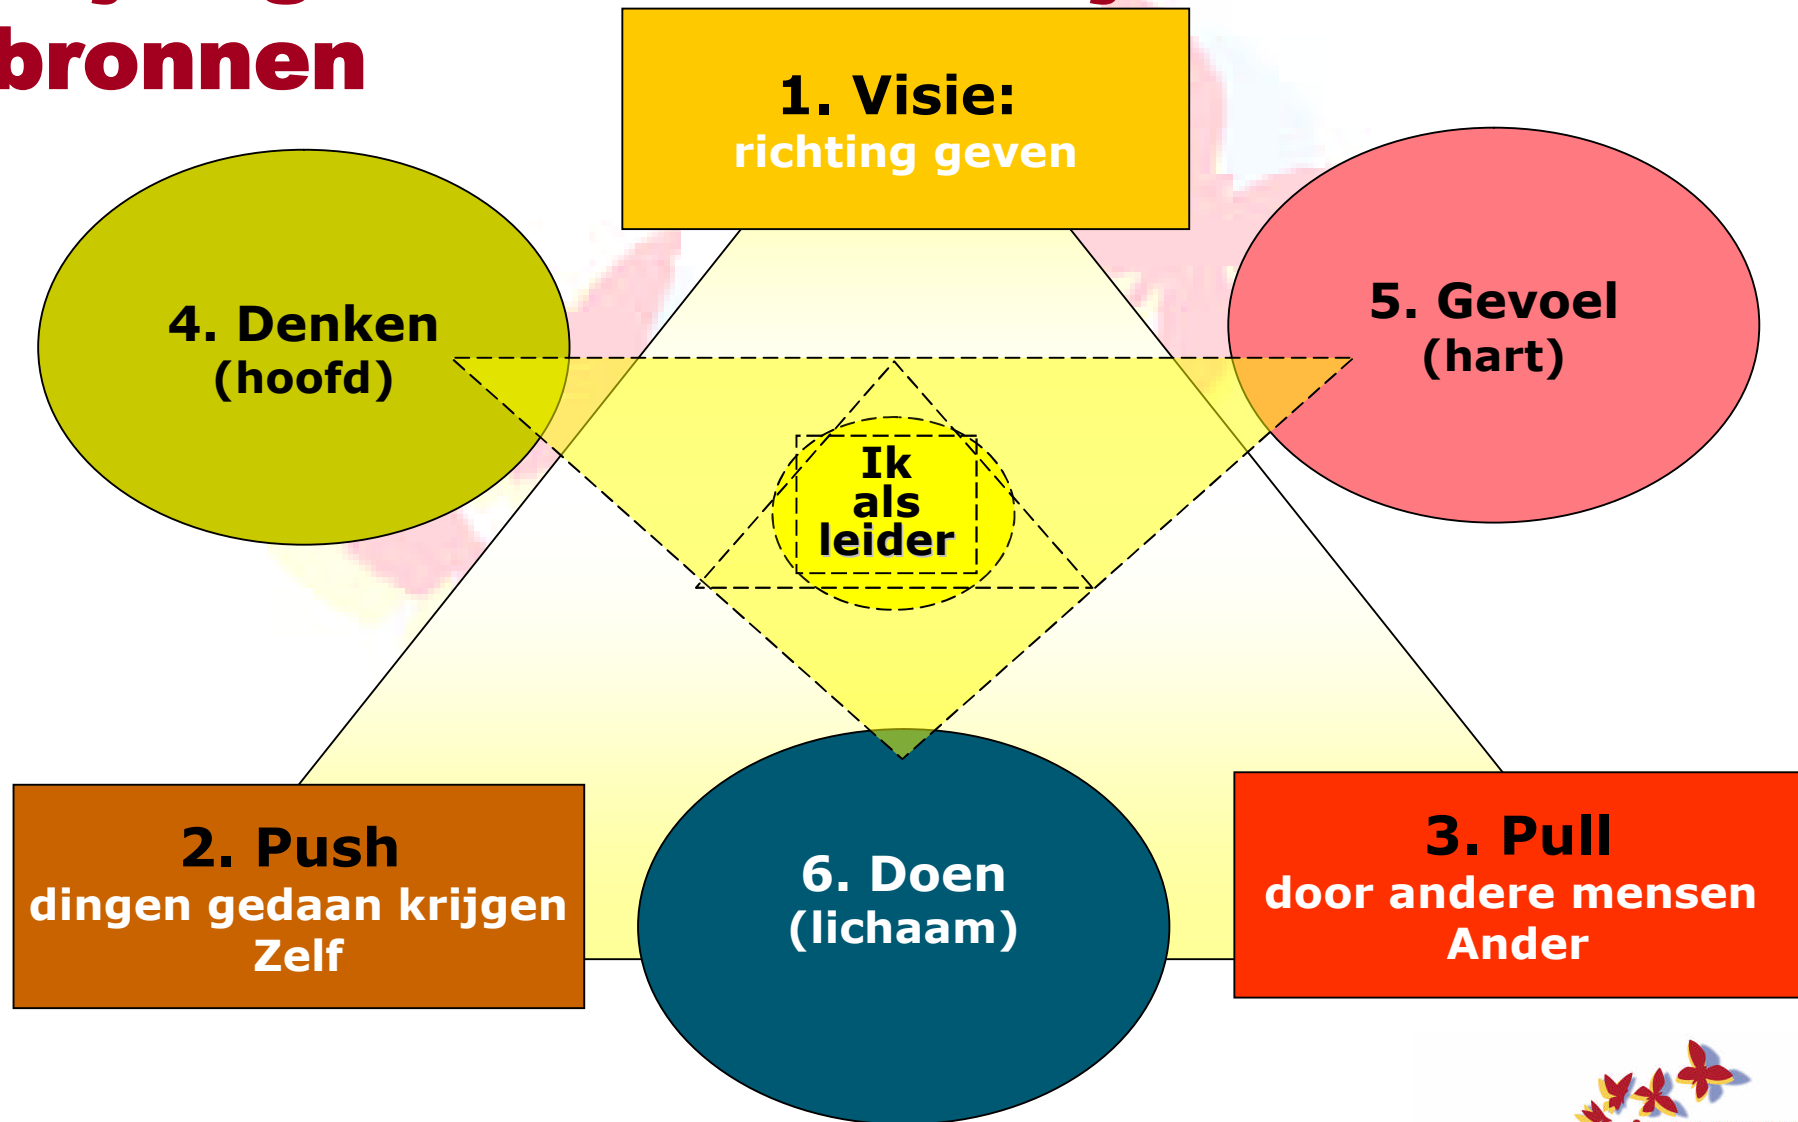 bronnen
1. Visie:
richting geven
4. Denken
(hoofd)
5. Gevoel
(hart)
Ik
als
leider
2. Push
dingen gedaan krijgen
Zelf
6. Doen
(lichaam)
3. Pull
door andere mensen
Ander